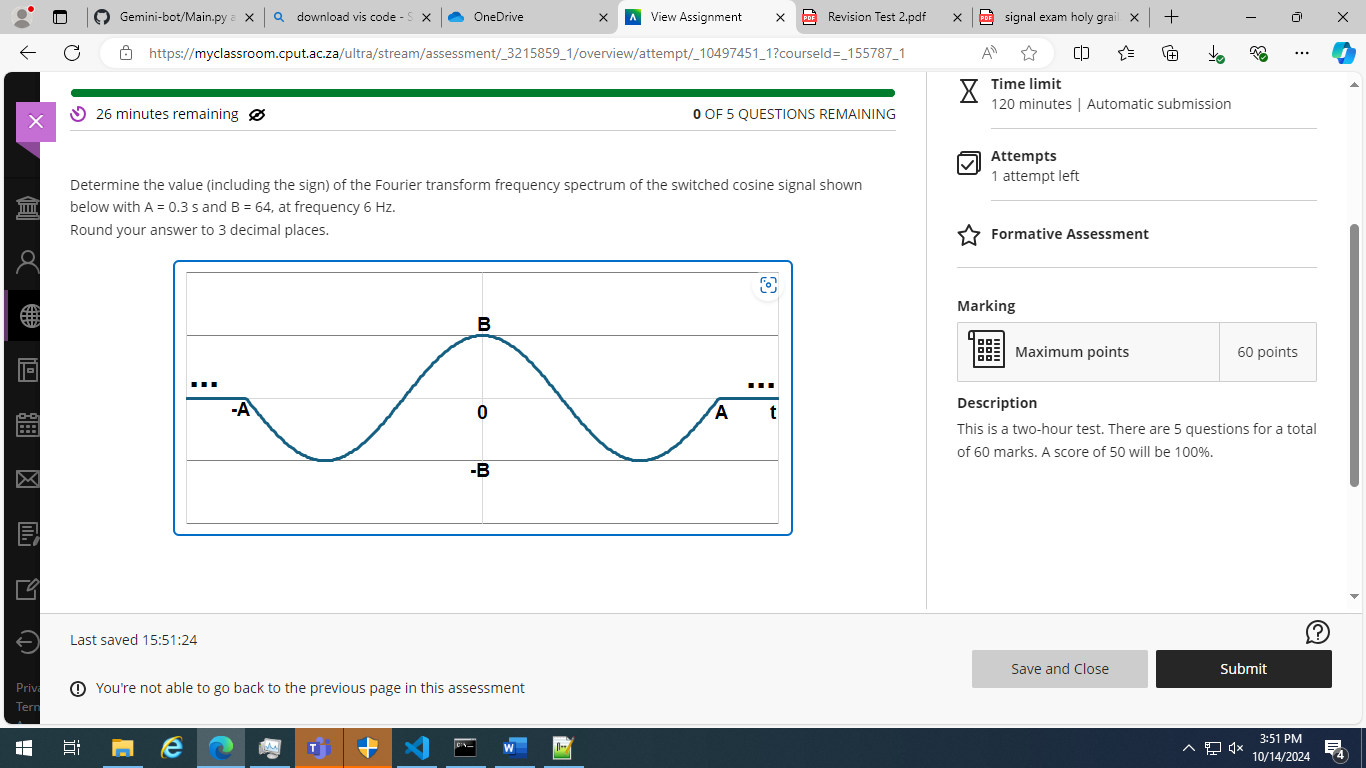 Gemini-bot/Main.py a
download vis code - S
OneDrive
View Assignment
Revision Test 2.pdf
signal exam holy grail
https://myclassroom.cput.ac.za/ultra/stream/assessment/_3215859_1/overview/attempt/_10497451_1?courseId=_155787_1
26 minutes remaining
0 OF 5 QUESTIONS REMAINING
Determine the value (including the sign) of the Fourier transform frequency spectrum of the switched cosine signal shown
below with A = 0.3 s and B = 64, at frequency 6 Hz.
Round your answer to 3 decimal places.
B
...
...
-A
0
A
t
-B
Time limit
120 minutes | Automatic submission
Attempts
1 attempt left
Formative Assessment
Marking
Maximum points
60 points
Description
This is a two-hour test. There are 5 questions for a total
of 60 marks. A score of 50 will be 100%.
Last saved 15:51:24
You're not able to go back to the previous page in this assessment
Save and Close
Submit
Priva
Tern
3:51 PM
10/14/2024
4